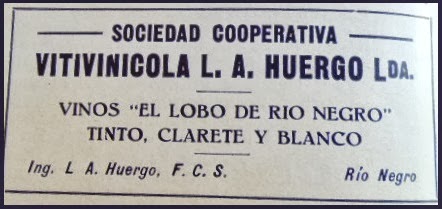 SOCIEDAD COOPERATIVA
VITIVINICOLA L. A. HUERGO LDA.
VINOS "EL LOBO DE RIO NEGRO"
TINTO, CLARETE Y BLANCO
Ing. L A. Huergo, F. C. S. Río Negro